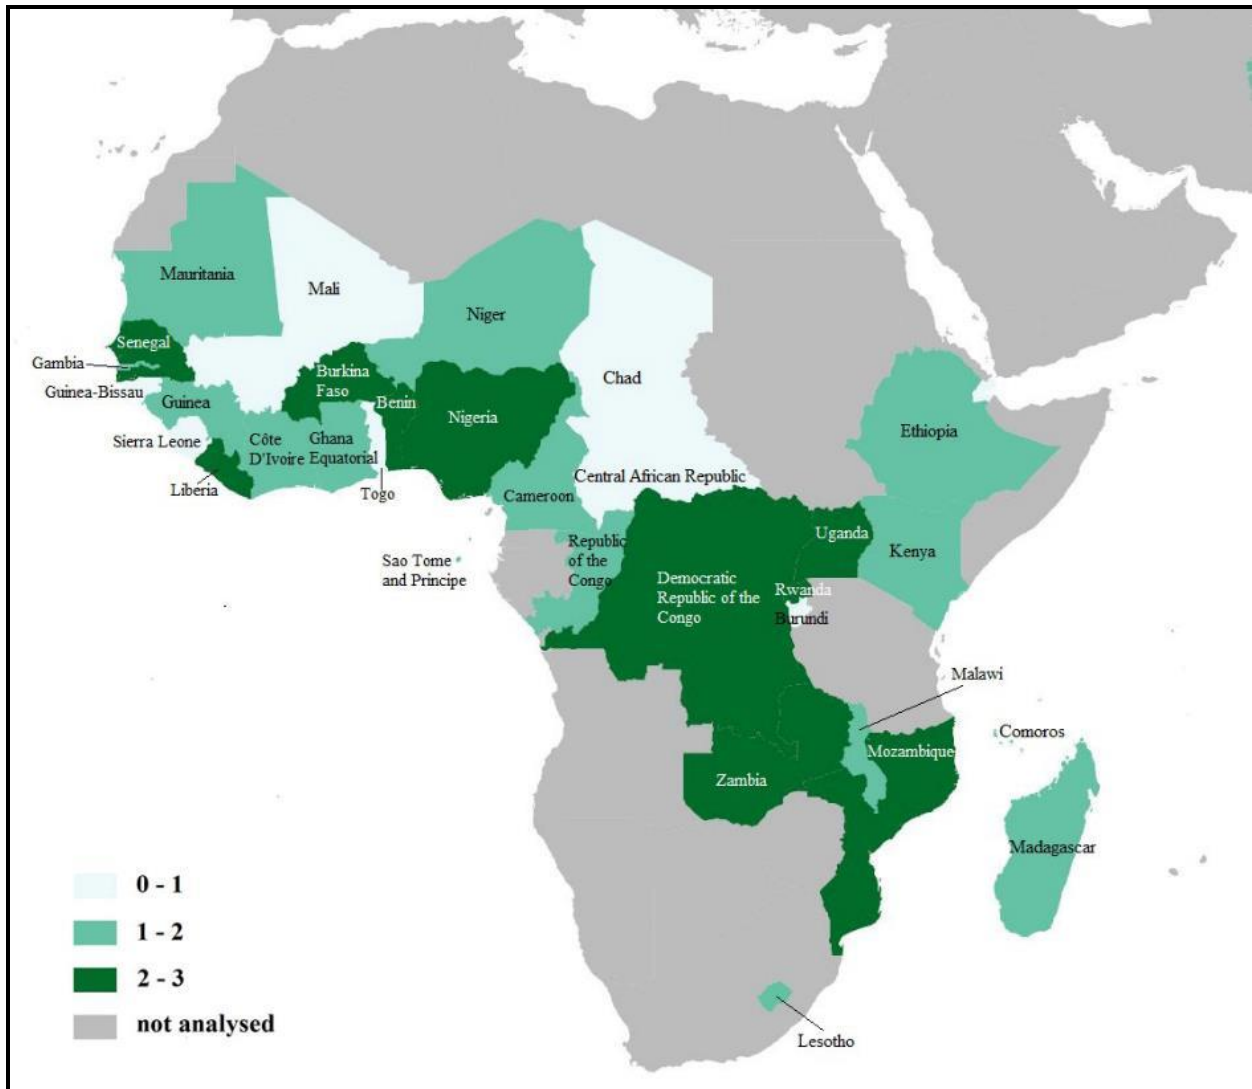 Mauritania
Mali
Niger
Chad
Senegal
Gambia
Guinea-Bissau
Guinea
Sierra Leone
Liberia
Burkina
Faso
Benin
Nigeria
Côte
D'Ivoire
Ghana
Equatorial
Togo
Ethiopia
Central African Republic
Cameroon
Uganda
Kenya
Republic
of the
Congo
Sao Tome
and Principe
Democratic
Republic of the
Congo
Rwanda
Burundi
Malawi
Comoros
Mozambique
Zambia
Madagascar
Lesotho
0 - 1
1 - 2
2 - 3
not analysed